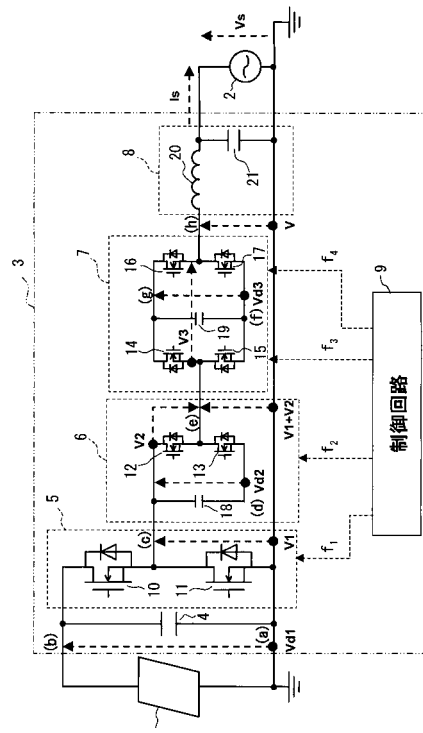 3
5
6
7
8
(b)
10
11
4
(a)
Vd1
(c)
V1
V2
12
13
18
Vd2
(d)
(e)
V1+V2
14
15
V3
(g)
19
(f)
Vd3
16
17
(h)
V
20
21
Is
2
Vs
f1
f2
f3
f4
制御回路
9